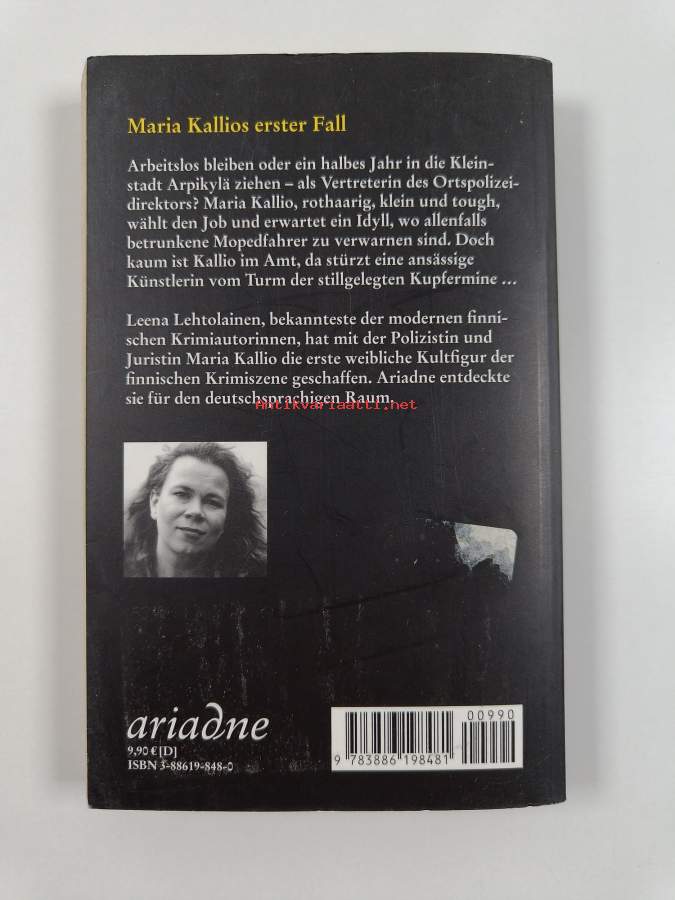 Maria Kallios erster Fall
Arbeitslos bleiben oder ein halbes Jahr in die Klein-
stadt Arpikylä ziehen – als Vertreterin des Ortspolizei-
direktors? Maria Kallio, rothaarig, klein und tough,
wählt den Job und erwartet ein Idyll, wo allenfalls
betrunkene Mopedfahrer zu verwarnen sind. Doch
kaum ist Kallio im Amt, da stürzt eine ansässige
Künstlerin vom Turm der stillgelegten Kupfermine ...
Leena Lehtolainen, bekannteste der modernen finni-
schen Krimiautorinnen, hat mit der Polizistin und
Juristin Maria Kallio die erste weibliche Kultfigur der
finnischen Krimiszene geschaffen. Ariadne entdeckte
sie für den deutschsprachigen Raum.
Antikvariaatti.net
ariadne
9,90 € [D]
ISBN 3-88619-848-0
00990
9 783886 198481